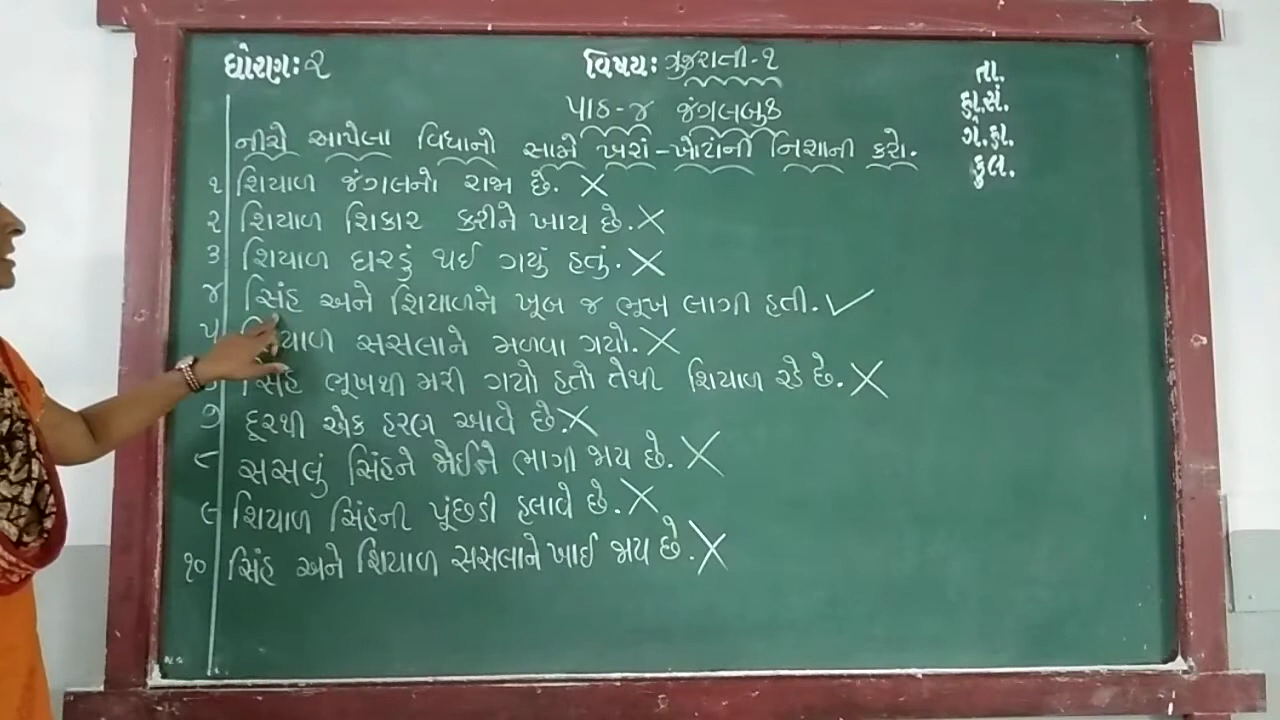 ધોરણ: ૨
વિષય: ગુજરાતી-૧
તા.
હા.સં.
ગે.હા.
કુલ.
પાઠ-૪ જંગલબુક
નીચે આપેલા વિધાનો સામે ખરાં-ખોટાંની નિશાની કરો.
૧ શિયાળ જંગલનો રાજા છે. X
૨ શિયાળ શિકાર કરીને ખાય છે. X
૩ શિયાળ ઘરડું થઈ ગયું હતું. X
૪ સિંહ અને શિયાળને ખૂબ જ ભૂખ લાગી હતી. ✓
૫ શિયાળ સસલાને મળવા ગયો. X
૬ સિંહ ભૂખથી મરી ગયો હતો તેથી શિયાળ રડે છે. X
૭ દૂરથી એક હરણ આવે છે. X
૮ સસલું સિંહને જોઈને ભાગી જાય છે. X
૯ શિયાળ સિંહની પૂંછડી હલાવે છે. X
૧૦ સિંહ અને શિયાળ સસલાને ખાઈ જાય છે. X